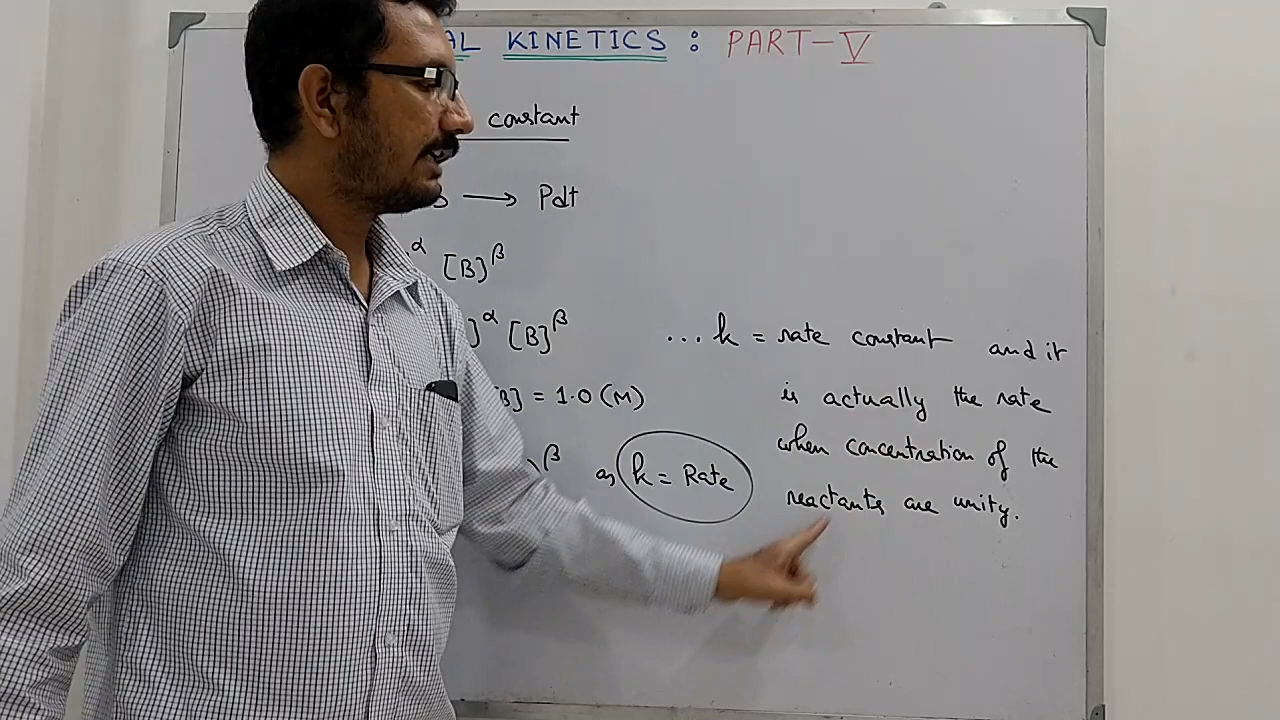 AL KINETICS : PART-V
constant
→ Pdt
α [B]^β
]^α [B]^β ...k = rate constant and it
B] = 1.0 (M) is actually the rate
)^β or k = Rate when concentration of the
reactants are unity.